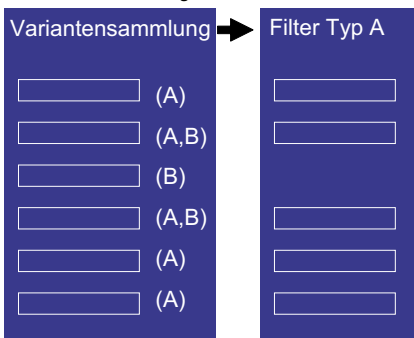 Variantensammlung
Filter Typ A
(A)
(A,B)
(B)
(A,B)
(A)
(A)